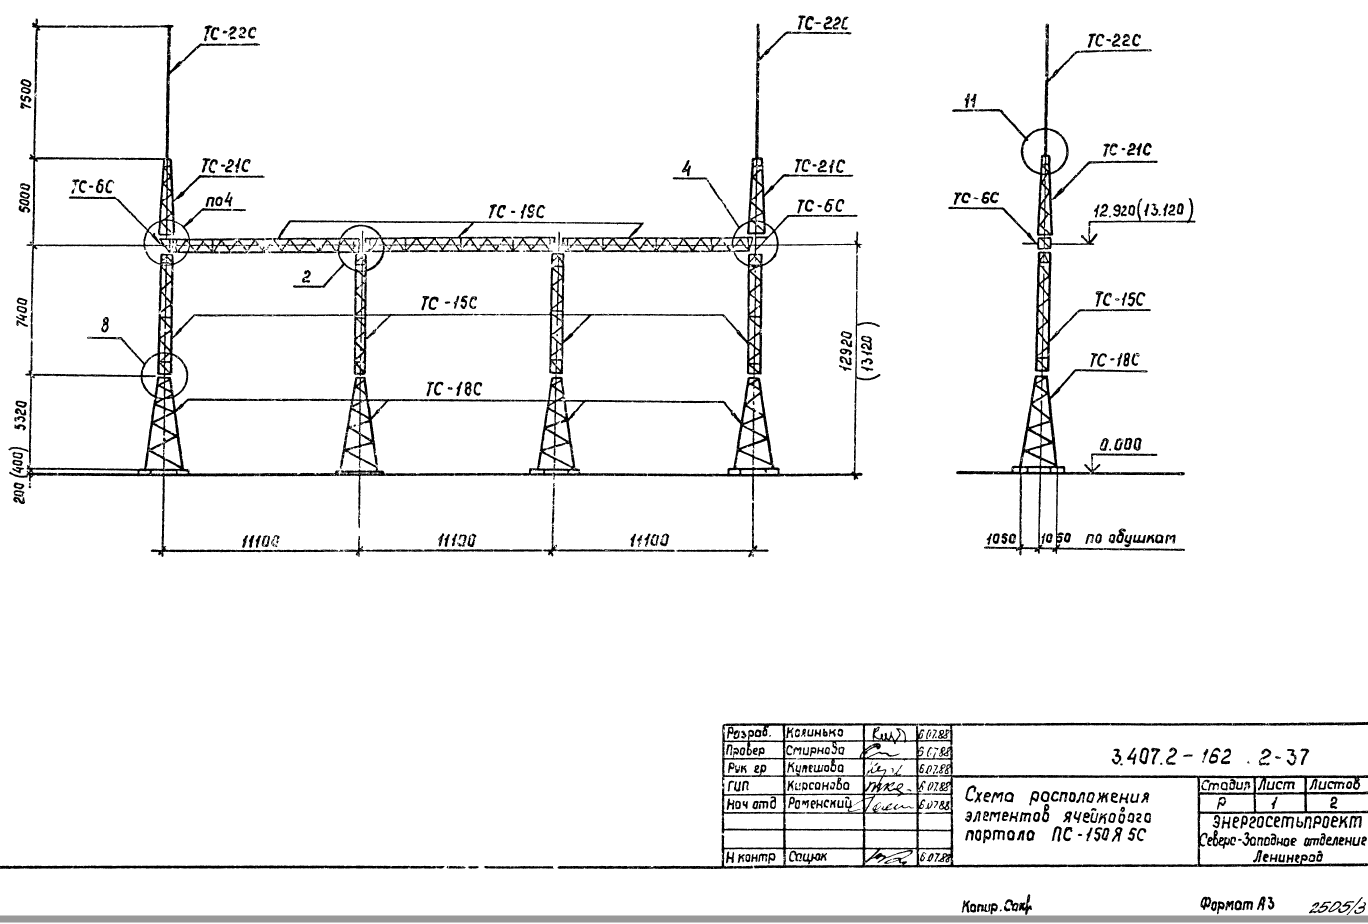 ТС-22С
ТС-22С
ТС-22С
7500
11
ТС-21С
ТС-21С
ТС-21С
4
ТС-6С
по4
5000
ТС-19С
ТС-6С
ТС-6С
12.920(13.120)
2
7400
ТС-15С
ТС-15С
8
12920
(13120)
ТС-18С
ТС-18С
5320
0.000
200 (400)
11100
11100
11100
1050
1050
по обушкам
Разраб. Калинько 6.07.88
Провер Смирнова 6.07.88
Рук гр Кулешова 6.07.88
ГИП Кирсанова 6.07.88
Нач отд Роменский 6.07.88
Н контр Сацюк 6.07.88
3.407.2-162.2-37
Схема расположения
элементов ячейкового
портала ПС-150Я5С
Стадия Лист Листов
Р 1 2
Энергосетьпроект
Северо-Западное отделение
Ленинград
Копир.
Формат А3
2505/3